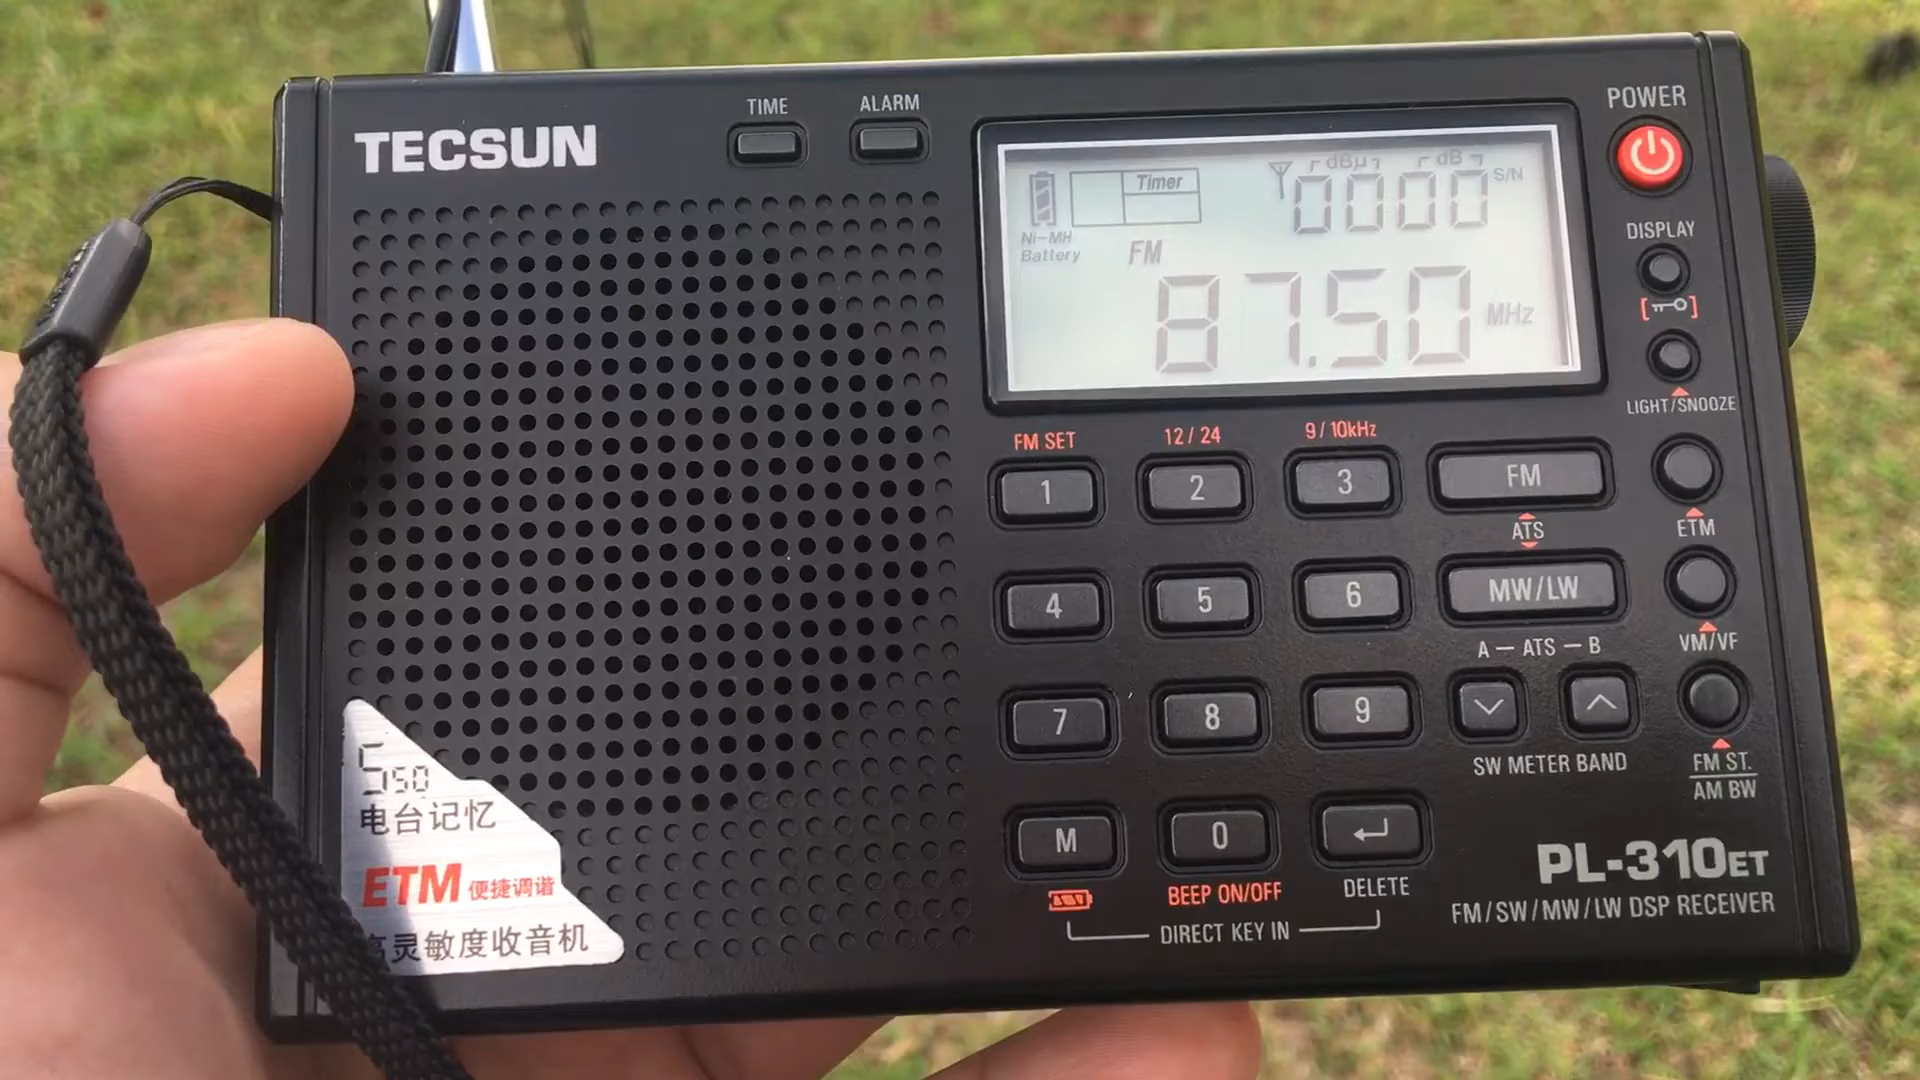 TIME
ALARM
POWER
TECSUN
Timer
dBµ
dB
0000
S/N
Ni-MH
Battery
FM
87.50
MHz
DISPLAY
LIGHT/SNOOZE
FM SET
12 / 24
9 / 10kHz
1
2
3
FM
ATS
ETM
4
5
6
MW/LW
VM/VF
A — ATS — B
7
8
9
SW METER BAND
FM ST.
AM BW
550
电台记忆
ETM 便捷调谐
高灵敏度收音机
M
0
BEEP ON/OFF
DELETE
DIRECT KEY IN
PL-310ET
FM/SW/MW/LW DSP RECEIVER